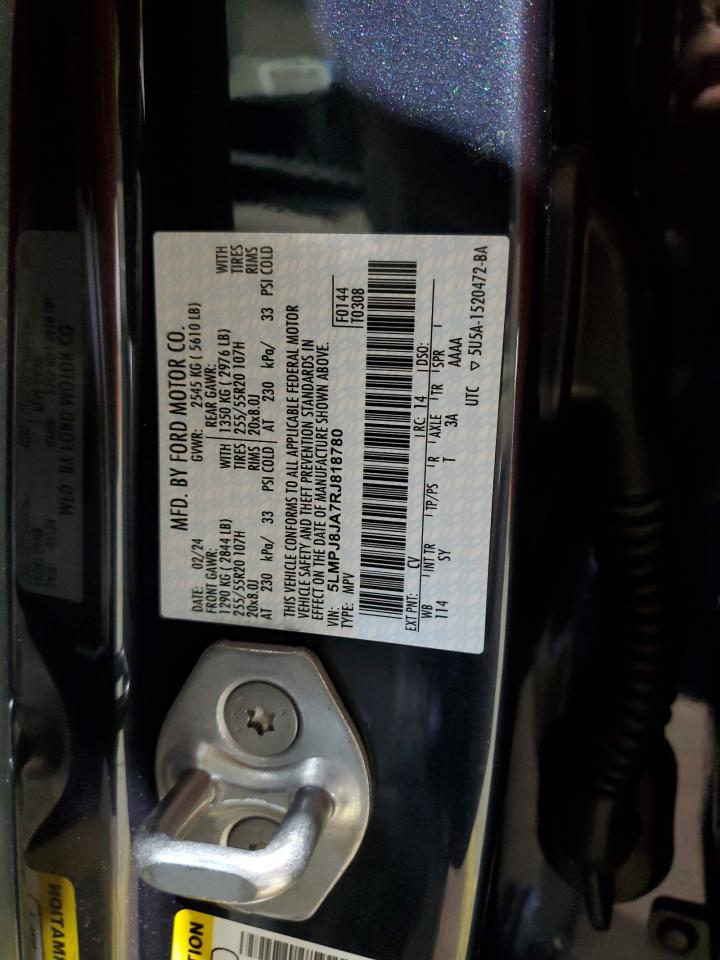 MFD. BY FORD MOTOR CO.
DATE: 02/24 GVWR: 2545 KG ( 5610 LB)
FRONT GAWR: REAR GAWR:
1290 KG ( 2844 LB) WITH 1350 KG ( 2976 LB) WITH
255/55R20 107H TIRES 255/55R20 107H TIRES
20x8.0J RIMS 20x8.0J RIMS
AT 230 kPa/ 33 PSI COLD AT 230 kPa/ 33 PSI COLD
THIS VEHICLE CONFORMS TO ALL APPLICABLE FEDERAL MOTOR
VEHICLE SAFETY AND THEFT PREVENTION STANDARDS IN
EFFECT ON THE DATE OF MANUFACTURE SHOWN ABOVE.
VIN: 5LMPJ8JA7RJ818780 F0144
TYPE: MPV T0308
EXT PNT: CV RC: 14 DSO:
WB INT TR TP/PS R AXLE TR SPR
114 SY T 3A AAAA
UTC ▽ 5U5A-1520472-BA